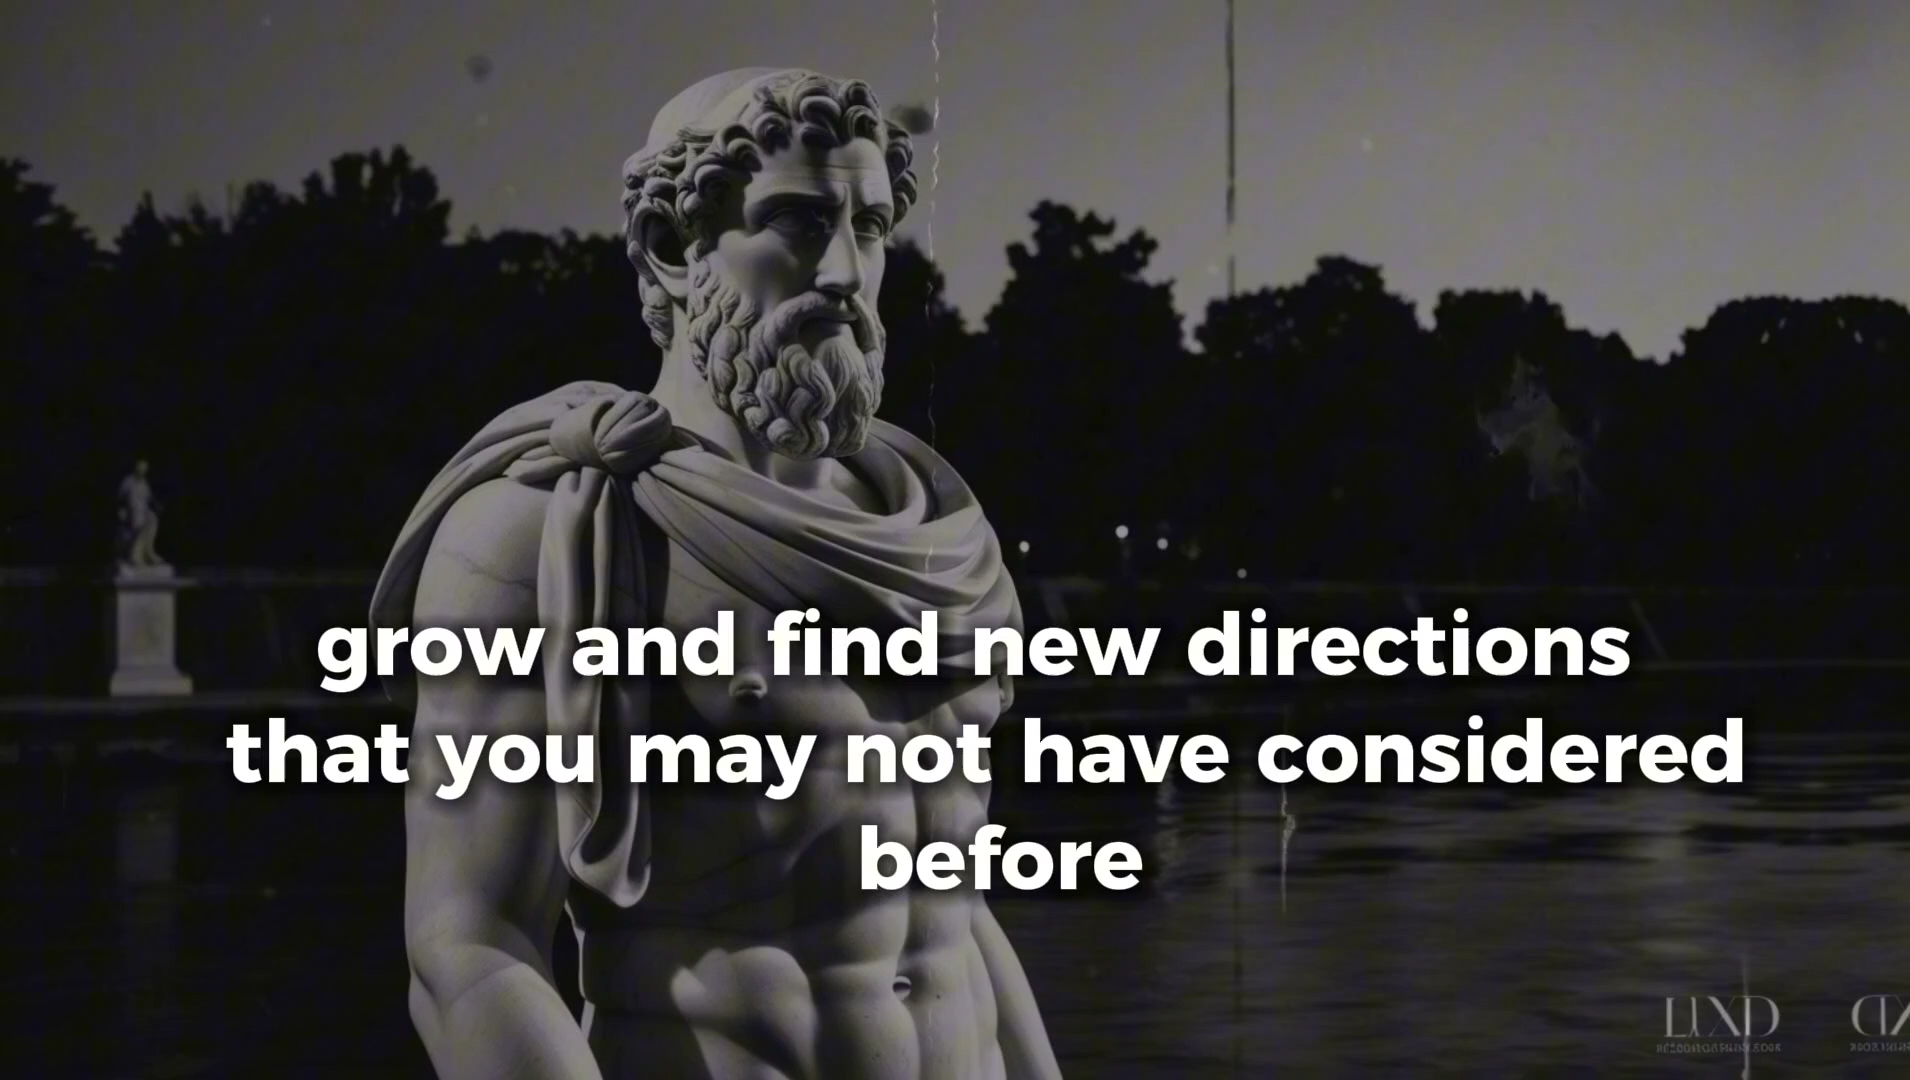 grow and find new directions
that you may not have considered
before